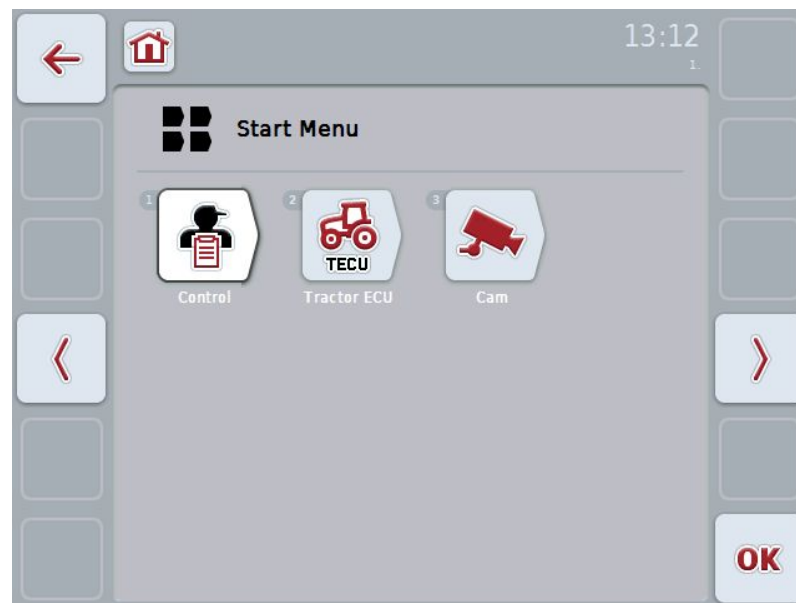 13:12
1.
Start Menu
1 2 3
TECU
Control Tractor ECU Cam
OK